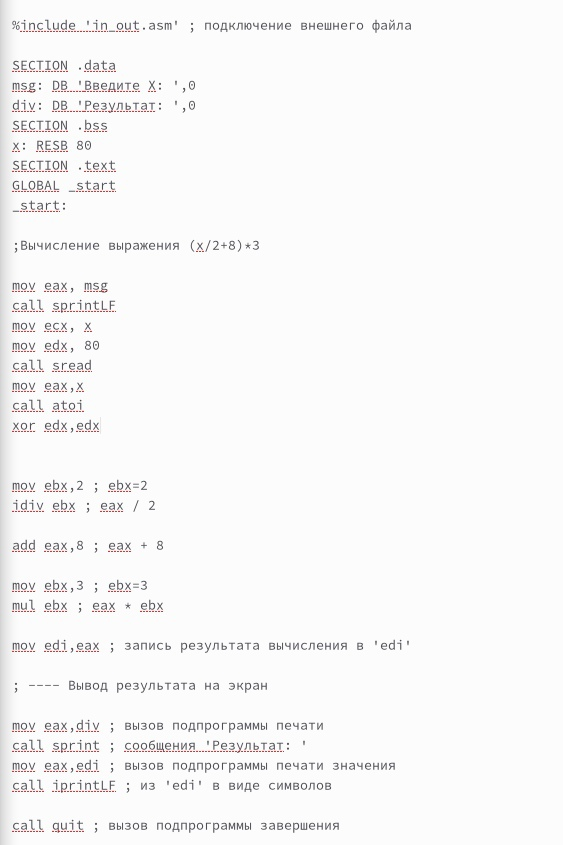 %include 'in_out.asm' ; подключение внешнего файла
SECTION .data
msg: DB 'Введите X: ',0
div: DB 'Результат: ',0
SECTION .bss
x: RESB 80
SECTION .text
GLOBAL _start
_start:
;Вычисление выражения (x/2+8)*3
mov eax, msg
call sprintLF
mov ecx, x
mov edx, 80
call sread
mov eax,x
call atoi
xor edx,edx
mov ebx,2 ; ebx=2
idiv ebx ; eax / 2
add eax,8 ; eax + 8
mov ebx,3 ; ebx=3
mul ebx ; eax * ebx
mov edi,eax ; запись результата вычисления в 'edi'
; ---- Вывод результата на экран
mov eax,div ; вызов подпрограммы печати
call sprint ; сообщения 'Результат: '
mov eax,edi ; вызов подпрограммы печати значения
call iprintLF ; из 'edi' в виде символов
call quit ; вызов подпрограммы завершения